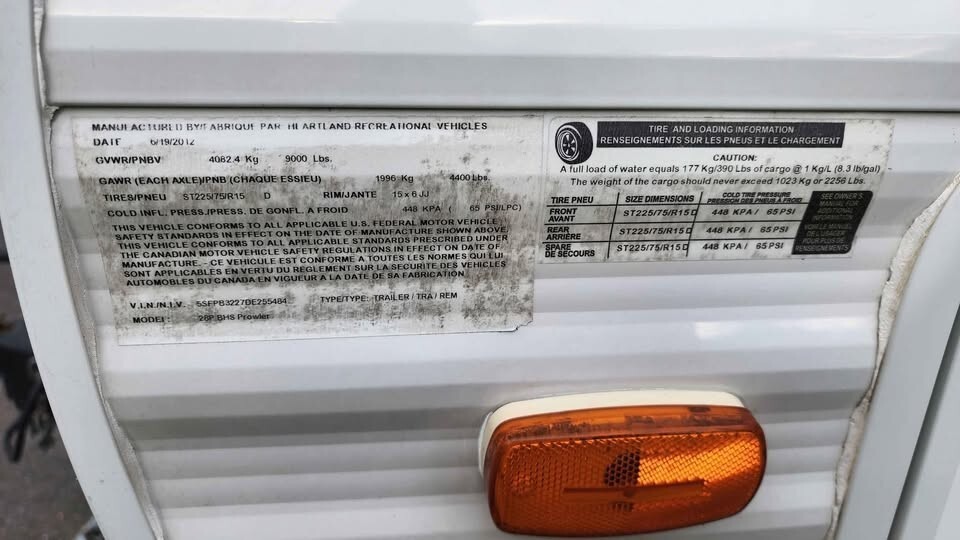 MANUFACTURED BY/FABRIQUE PAR HEARTLAND RECREATIONAL VEHICLES
DATE 6/19/2012
GVWR/PNBV 4082.4 Kg 9000 Lbs.
GAWR (EACH AXLE)/PNB (CHAQUE ESSIEU) 1996 Kg 4400 Lbs.
TIRES/PNEU ST225/75/R15 D RIM/JANTE 15 x 6 JJ
COLD INFL. PRESS./PRESS. DE GONFL. A FROID 448 KPA ( 65 PSI/LPC)
THIS VEHICLE CONFORMS TO ALL APPLICABLE U.S. FEDERAL MOTOR VEHICLE
SAFETY STANDARDS IN EFFECT ON THE DATE OF MANUFACTURE SHOWN ABOVE.
THIS VEHICLE CONFORMS TO ALL APPLICABLE STANDARDS PRESCRIBED UNDER
THE CANADIAN MOTOR VEHICLE SAFETY REGULATIONS IN EFFECT ON DATE OF
MANUFACTURE. - CE VEHICULE EST CONFORME A TOUTES LES NORMES QUI LUI
SONT APPLICABLES EN VERTU DU REGLEMENT SUR LA SECURITE DES VEHICLES
AUTOMOBILES DU CANADA EN VIGUEUR A LA DATE DE SA FABRICATION.
V.I.N./N.I.V. 5SFPB3227DE255484 TYPE/TYPE: TRAILER / TRA / REM
MODEL: 28P BHS Prowler
TIRE AND LOADING INFORMATION
RENSEIGNEMENTS SUR LES PNEUS ET LE CHARGEMENT
CAUTION:
A full load of water equals 177 Kg/390 Lbs of cargo @ 1 Kg/L (8.3 lb/gal)
The weight of the cargo should never exceed 1023 Kg or 2256 Lbs.
TIRE PNEU SIZE DIMENSIONS COLD TIRE PRESSURE
PRESSION DES PNEUS À FROID
FRONT
AVANT ST225/75/R15 D 448 KPA / 65 PSI
REAR
ARRIÈRE ST225/75/R15 D 448 KPA / 65 PSI
SPARE
DE SECOURS ST225/75/R15 D 448 KPA / 65 PSI
SEE OWNER'S
MANUAL FOR
ADDITIONAL
INFORMATION
VOIR LE MANUEL
DE L'USAGER
POUR PLUS DE
RENSEIGNEMENTS